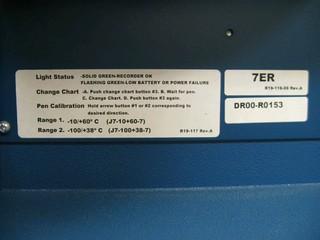 Light Status -SOLID GREEN-RECORDER OK
FLASHING GREEN-LOW BATTERY OR POWER FAILURE
Change Chart -A. Push change chart button #3. B. Wait for pen.
C. Change Chart. D. Push button #3 again.
Pen Calibration Hold arrow button #1 or #2 corresponding to
desired direction.
Range 1. -10/+60° C (J7-10+60-7)
Range 2. -100/+38° C (J7-100+38-7)
R19-117 Rev.A
7ER
R19-116-06 Rev.A
DR00-R0153